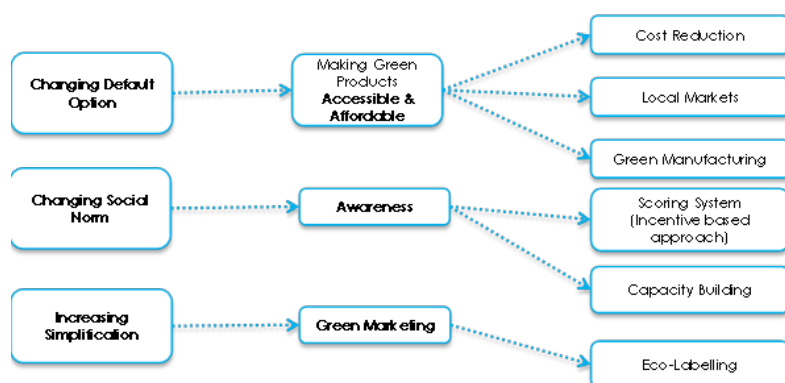 Changing Default
Option
Making Green
Products
Accessible &
Affordable
Cost Reduction
Local Markets
Green Manufacturing
Changing Social
Norm
Awareness
Scoring System
(Incentive based
approach)
Capacity Building
Increasing
Simplification
Green Marketing
Eco-Labelling